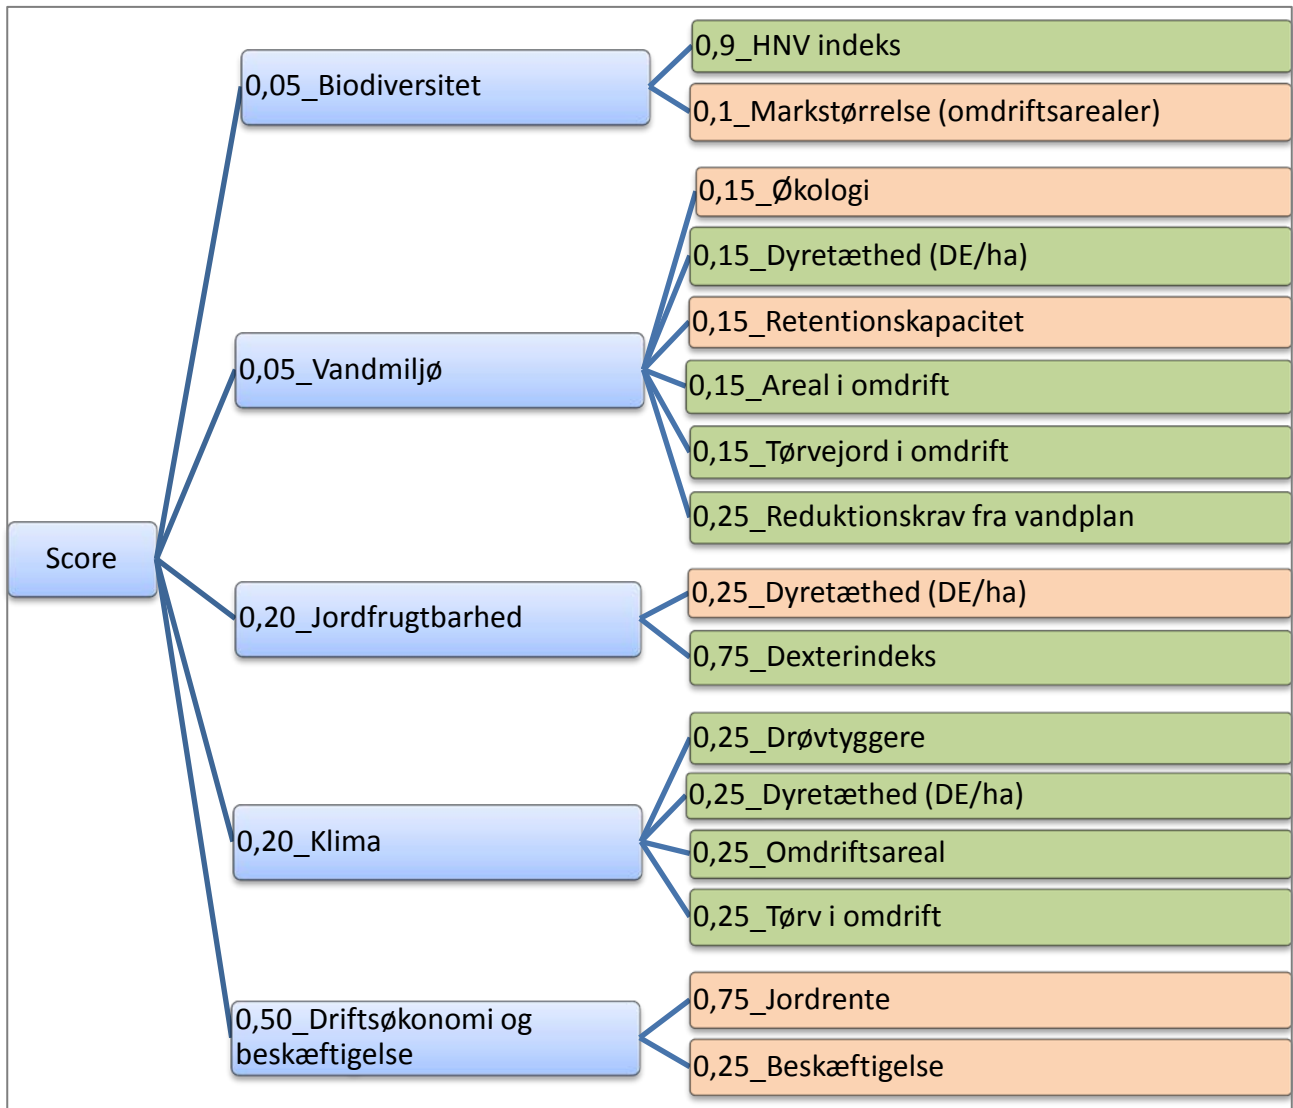 Score
0,05_Biodiversitet
0,9_HNV indeks
0,1_Markstørrelse (omdriftsarealer)
0,05_Vandmiljø
0,15_Økologi
0,15_Dyretæthed (DE/ha)
0,15_Retentionskapacitet
0,15_Areal i omdrift
0,15_Tørvejord i omdrift
0,25_Reduktionskrav fra vandplan
0,20_Jordfrugtbarhed
0,25_Dyretæthed (DE/ha)
0,75_Dexterindeks
0,20_Klima
0,25_Drøvtyggere
0,25_Dyretæthed (DE/ha)
0,25_Omdriftsareal
0,25_Tørv i omdrift
0,50_Driftsøkonomi og
beskæftigelse
0,75_Jordrente
0,25_Beskæftigelse